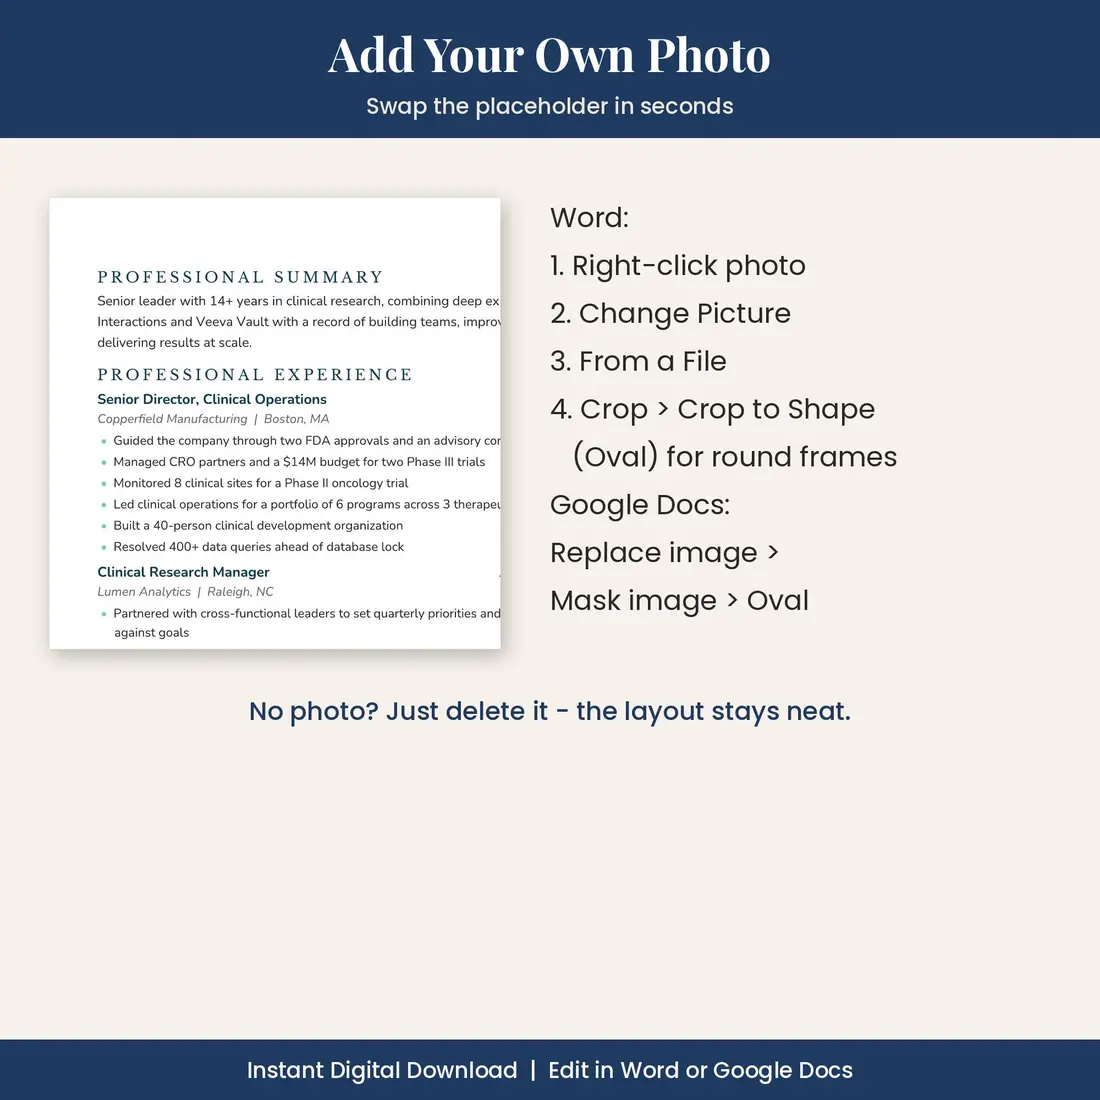 Add Your Own Photo
Swap the placeholder in seconds
PROFESSIONAL SUMMARY
Senior leader with 14+ years in clinical research, combining deep ex
Interactions and Veeva Vault with a record of building teams, improv
delivering results at scale.
PROFESSIONAL EXPERIENCE
Senior Director, Clinical Operations
Copperfield Manufacturing | Boston, MA
• Guided the company through two FDA approvals and an advisory co
• Managed CRO partners and a $14M budget for two Phase III trials
• Monitored 8 clinical sites for a Phase II oncology trial
• Led clinical operations for a portfolio of 6 programs across 3 therapeu
• Built a 40-person clinical development organization
• Resolved 400+ data queries ahead of database lock
Clinical Research Manager
Lumen Analytics | Raleigh, NC
• Partnered with cross-functional leaders to set quarterly priorities and
against goals
Word:
1. Right-click photo
2. Change Picture
3. From a File
4. Crop > Crop to Shape
(Oval) for round frames
Google Docs:
Replace image >
Mask image > Oval
No photo? Just delete it - the layout stays neat.
Instant Digital Download | Edit in Word or Google Docs